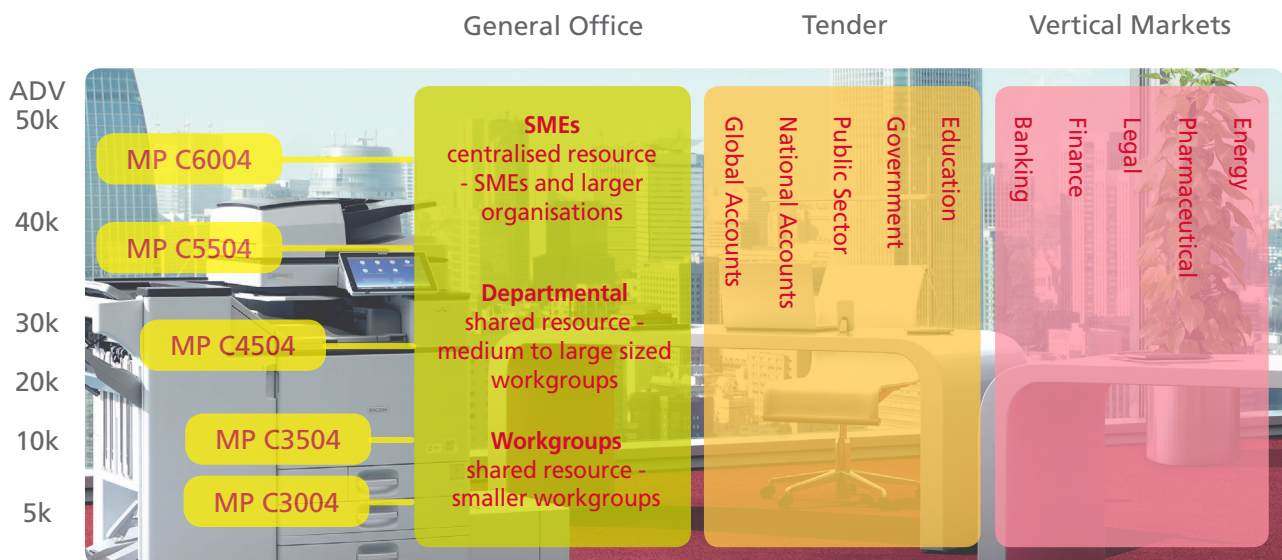 General Office
Tender
Vertical Markets
ADV
50k
40k
30k
20k
10k
5k
MP C6004
MP C5504
MP C4504
MP C3504
MP C3004
SMEs
centralised resource
- SMEs and larger
organisations
Departmental
shared resource -
medium to large sized
workgroups
Workgroups
shared resource -
smaller workgroups
Global Accounts
National Accounts
Public Sector
Government
Education
Banking
Finance
Legal
Pharmaceutical
Energy
RICOH